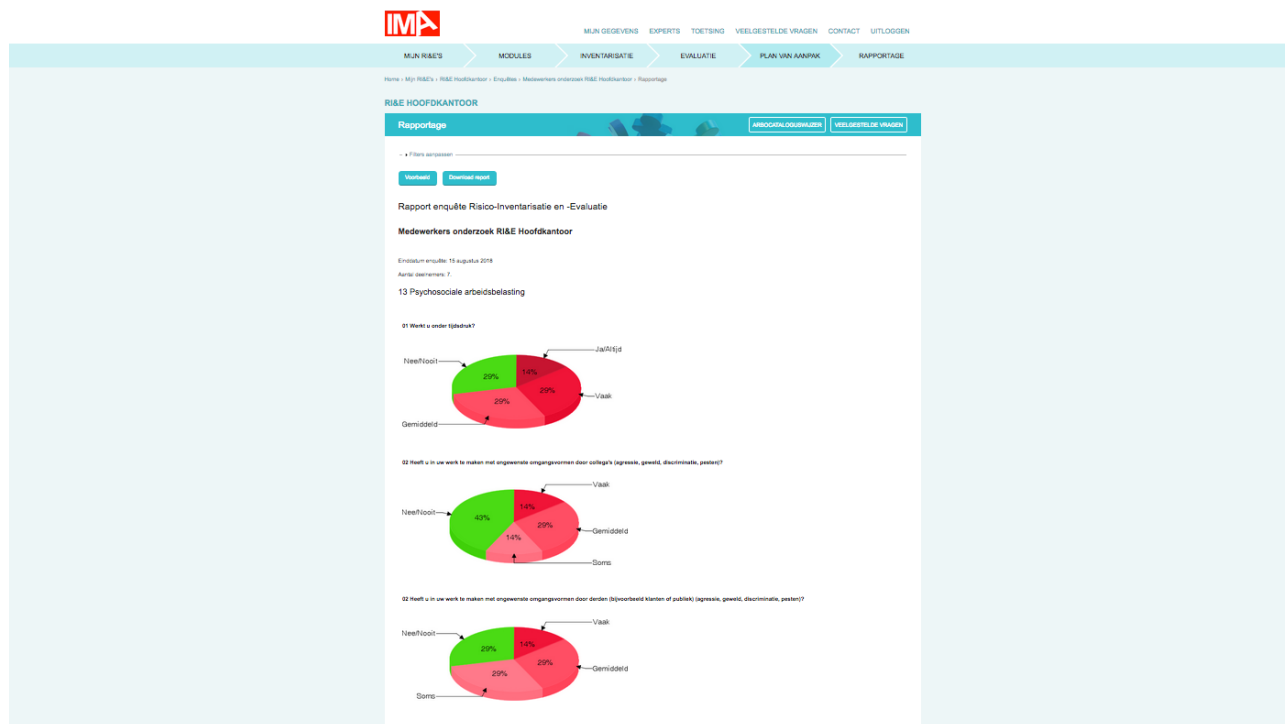 IMA
MIJN GEGEVENS EXPERTS TOETSING VEELGESTELDE VRAGEN CONTACT UITLOGGEN
MIJN RI&E'S MODULES INVENTARISATIE EVALUATIE PLAN VAN AANPAK RAPPORTAGE
Home › Mijn RI&E's › RI&E Hoofdkantoor › Enquêtes › Medewerkers onderzoek RI&E Hoofdkantoor › Rapportage
RI&E HOOFDKANTOOR
Rapportage ARBOCATALOGUSWIJZER VEELGESTELDE VRAGEN
Filters aanpassen
Voorbeeld Download report
Rapport enquête Risico-Inventarisatie en -Evaluatie
Medewerkers onderzoek RI&E Hoofdkantoor
Einddatum enquête: 15 augustus 2018
Aantal deelnemers: 7.
13 Psychosociale arbeidsbelasting
01 Werkt u onder tijdsdruk?
Ja/Altijd
Nee/Nooit
14%
29%
29%
Vaak
29%
Gemiddeld
02 Heeft u in uw werk te maken met ongewenste omgangsvormen door collega's (agressie, geweld, discriminatie, pesten)?
Vaak
14%
Nee/Nooit
43%
29%
Gemiddeld
14%
Soms
02 Heeft u in uw werk te maken met ongewenste omgangsvormen door derden (bijvoorbeeld klanten of publiek) (agressie, geweld, discriminatie, pesten)?
Vaak
Nee/Nooit
14%
29%
29%
Gemiddeld
29%
Soms